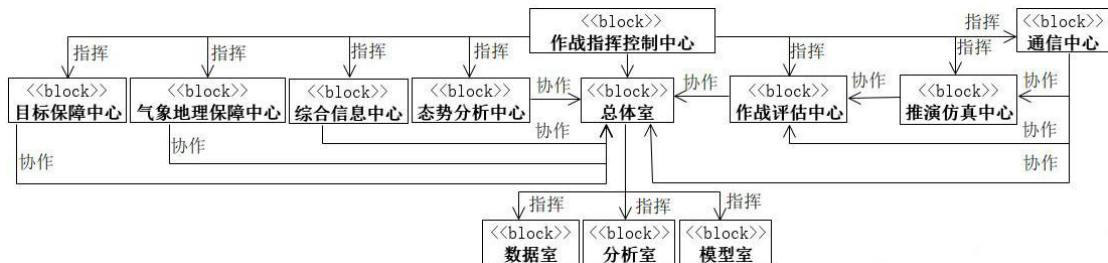 <<block>>
作战指挥控制中心
<<block>>
通信中心
指挥
指挥
指挥
指挥
指挥
指挥
指挥
指挥
<<block>>
目标保障中心
<<block>>
气象地理保障中心
<<block>>
综合信息中心
<<block>>
态势分析中心
协作
<<block>>
总体室
协作
<<block>>
作战评估中心
协作
<<block>>
推演仿真中心
协作
协作
协作
协作
协作
协作
协作
指挥
指挥
指挥
<<block>>
数据室
<<block>>
分析室
<<block>>
模型室